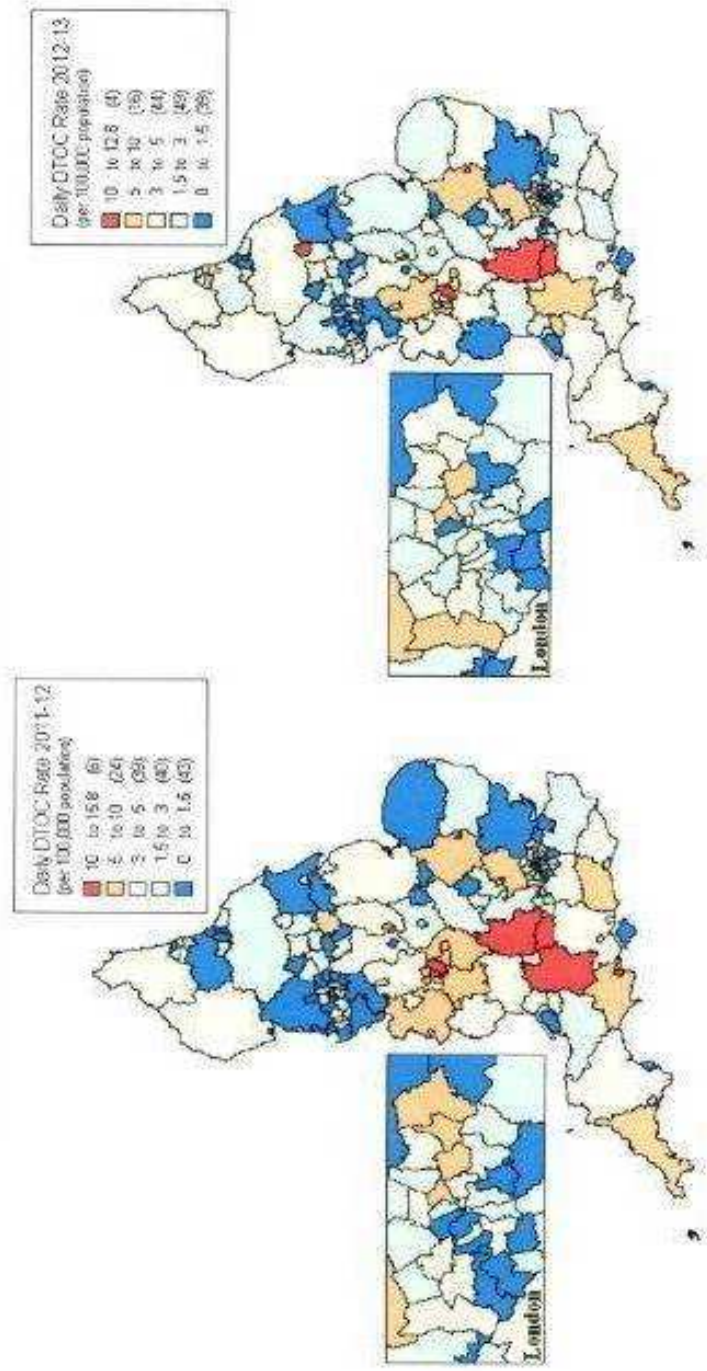 Daily DTOC Rate 2011-12
(per 100,000 population)
10 to 15.8 (6)
5 to 10 (24)
3 to 5 (39)
1.5 to 3 (40)
0 to 1.5 (43)
London
Daily DTOC Rate 2012-13
(per 100,000 population)
10 to 12.8 (4)
5 to 10 (16)
3 to 5 (44)
1.5 to 3 (49)
0 to 1.5 (39)
London